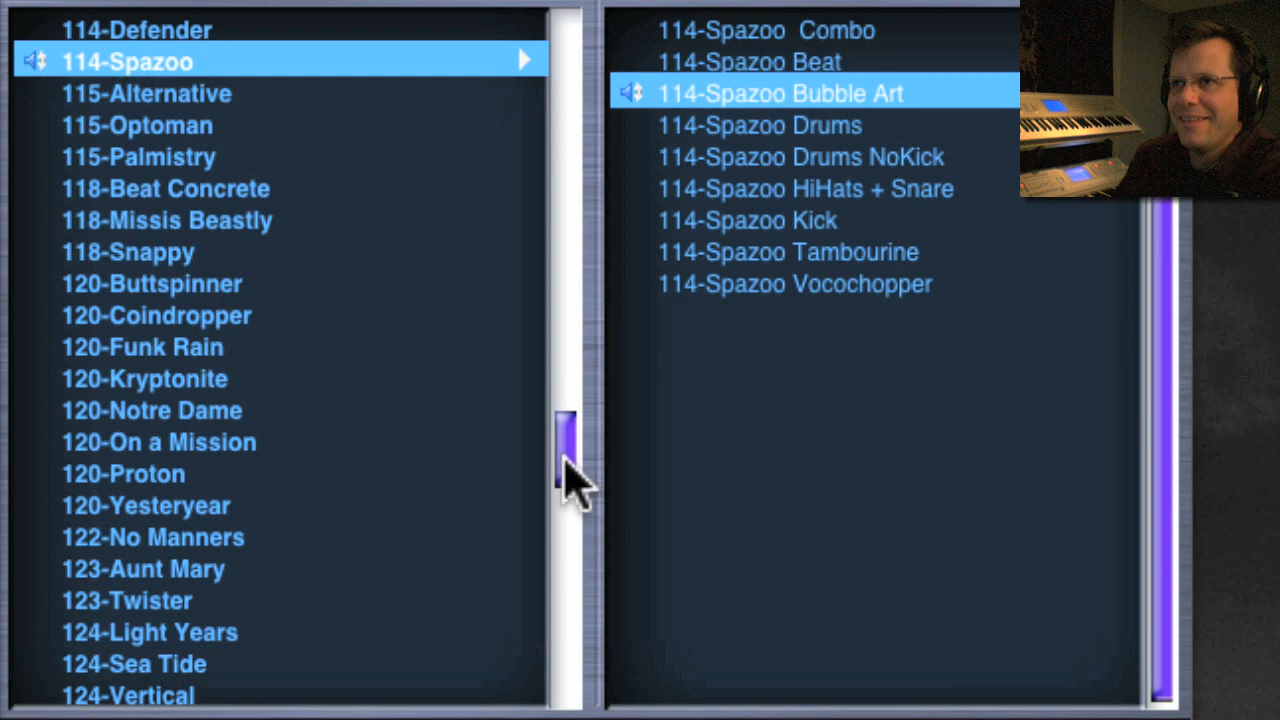 114-Defender
114-Spazoo
115-Alternative
115-Optoman
115-Palmistry
118-Beat Concrete
118-Missis Beastly
118-Snappy
120-Buttspinner
120-Coindropper
120-Funk Rain
120-Kryptonite
120-Notre Dame
120-On a Mission
120-Proton
120-Yesteryear
122-No Manners
123-Aunt Mary
123-Twister
124-Light Years
124-Sea Tide
124-Vertical
114-Spazoo  Combo
114-Spazoo Beat
114-Spazoo Bubble Art
114-Spazoo Drums
114-Spazoo Drums NoKick
114-Spazoo HiHats + Snare
114-Spazoo Kick
114-Spazoo Tambourine
114-Spazoo Vocochopper